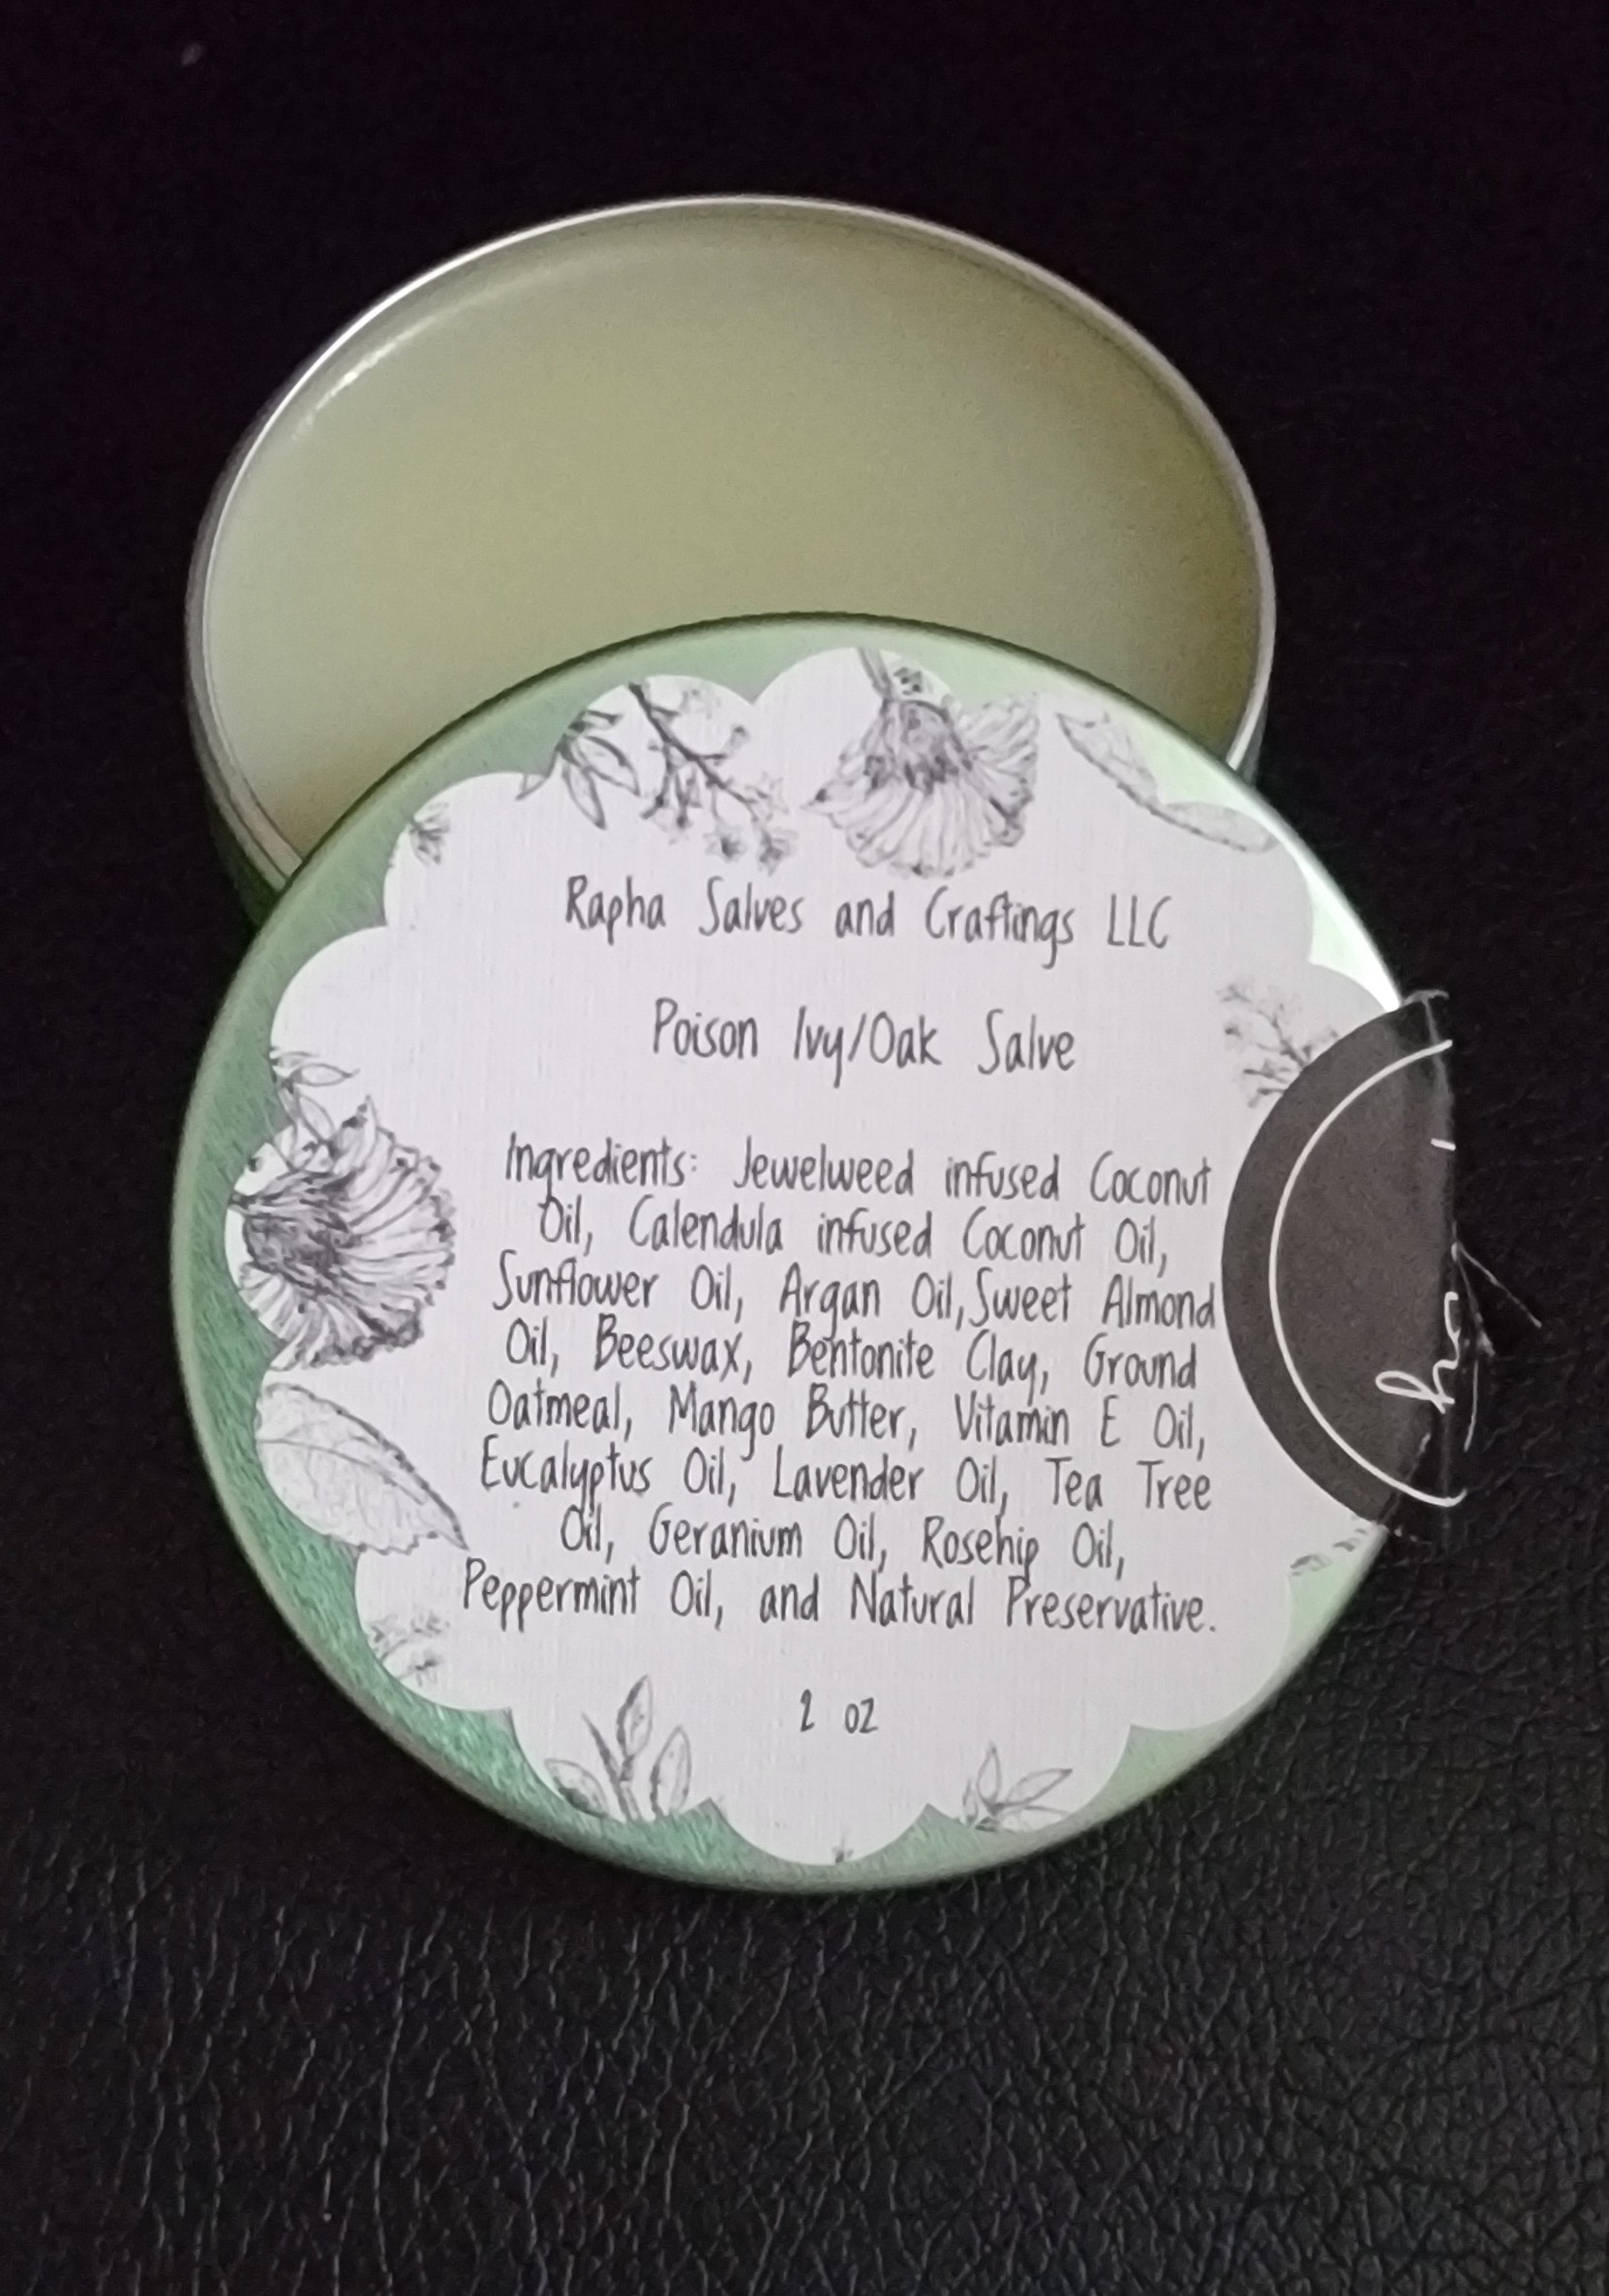 Rapha Salves and Craftings LLC
Poison Ivy/Oak Salve
Ingredients: Jewelweed infused Coconut
Oil, Calendula infused Coconut Oil,
Sunflower Oil, Argan Oil,Sweet Almond
Oil, Beeswax, Bentonite Clay, Ground
Oatmeal, Mango Butter, Vitamin E Oil,
Eucalyptus Oil, Lavender Oil, Tea Tree
Oil, Geranium Oil, Rosehip Oil,
Peppermint Oil, and Natural Preservative.
2 oz